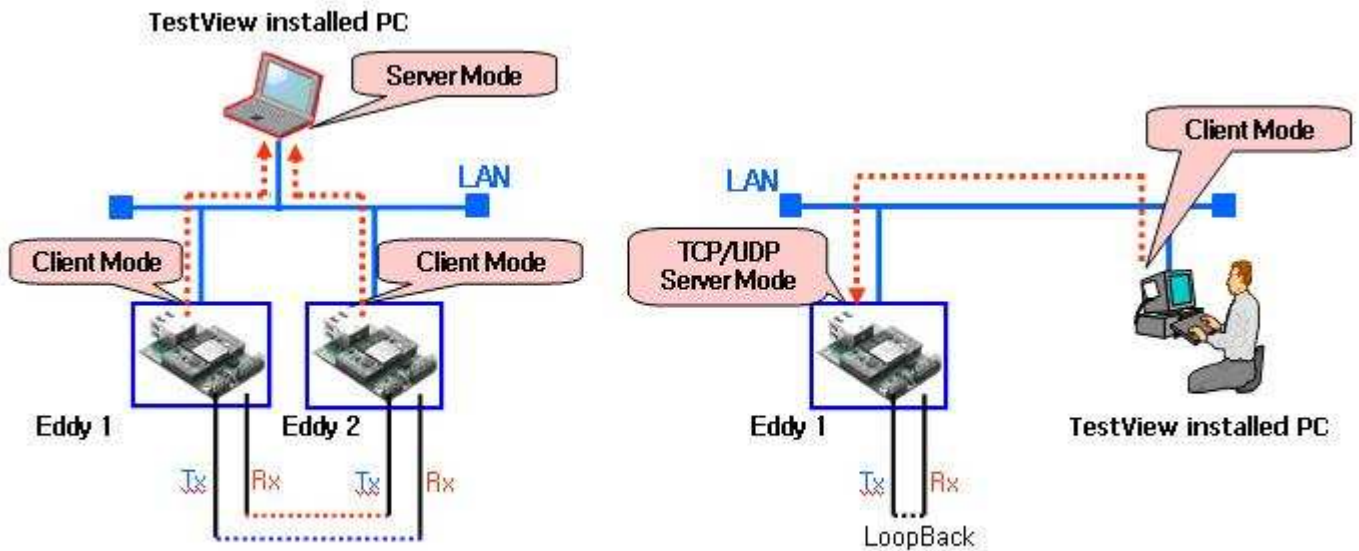 TestView installed PC
Server Mode
LAN
Client Mode
Client Mode
Eddy 1
Eddy 2
Tx
Rx
Tx
Rx
Client Mode
LAN
TCP/UDP
Server Mode
Eddy 1
TestView installed PC
Tx
Rx
LoopBack